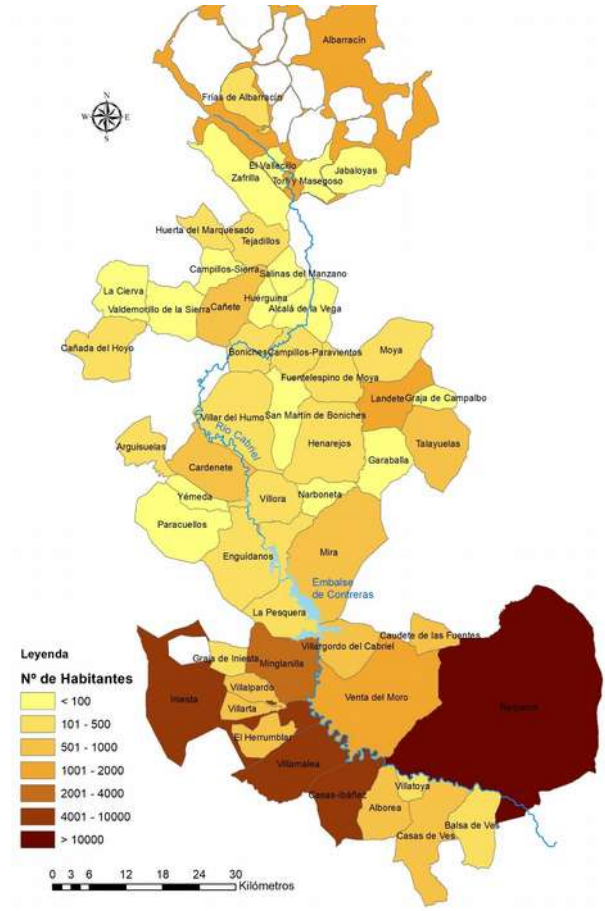 Albarracín
Frías de Albarracín
N
W E
S
El Vallecillo
Jabaloyas
Zafrilla
Toril y Masegoso
Huerta del Marquesado
Tejadillos
Campillos-Sierra
Salinas del Manzano
La Cierva
Huérguina
Valdemorillo de la Sierra
Cañete
Alcalá de la Vega
Cañada del Hoyo
Boniches
Campillos-Paravientos
Moya
Fuentelespino de Moya
Landete
Graja de Campalbo
Villar del Humo
San Martín de Boniches
Río Cabriel
Henarejos
Talayuelas
Arguisuelas
Garaballa
Cardenete
Yémeda
Víllora
Narboneta
Paracuellos
Enguídanos
Mira
Embalse
de Contreras
La Pesquera
Caudete de las Fuentes
Villargordo del Cabriel
Graja de Iniesta
Minglanilla
Iniesta
Villalpardo
Venta del Moro
Requena
Villarta
El Herrumblar
Villamalea
Casas-Ibáñez
Villatoya
Alborea
Balsa de Ves
Casas de Ves
Leyenda
Nº de Habitantes
< 100
101 - 500
501 - 1000
1001 - 2000
2001 - 4000
4001 - 10000
> 10000
0 3 6 12 18 24 30
Kilómetros